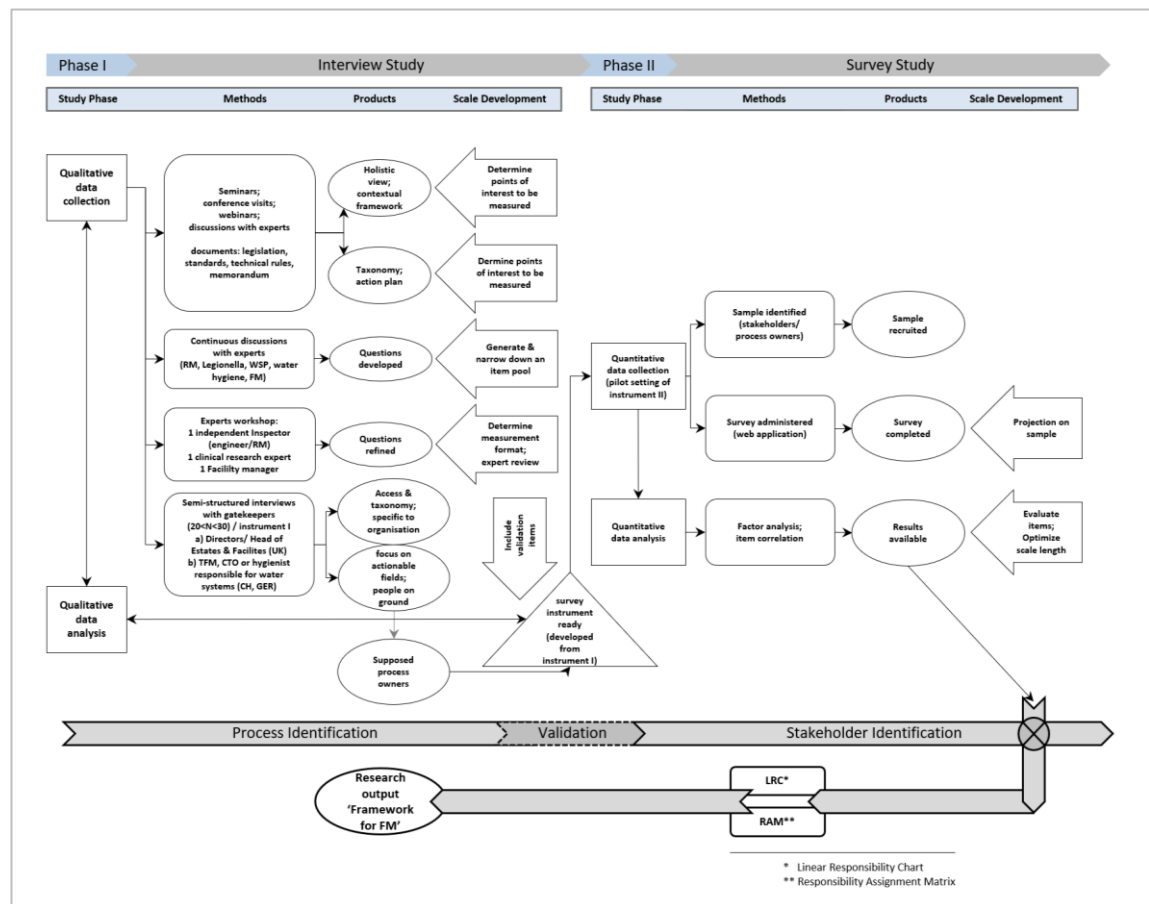 Phase I
Interview Study
Phase II
Survey Study
Study Phase
Methods
Products
Scale Development
Study Phase
Methods
Products
Scale Development
Qualitative
data
collection
Seminars;
conference visits;
webinars;
discussions with experts
documents: legislation,
standards, technical rules,
memorandum
Holistic
view;
contextual
framework
Determine
points of
interest to be
measured
Taxonomy;
action plan
Dermine points
of interest to be
measured
Continuous discussions
with experts
(RM, Legionella, WSP, water
hygiene, FM)
Questions
developed
Generate &
narrow down an
item pool
Experts workshop:
1 independent Inspector
(engineer/RM)
1 clinical research expert
1 Facililty manager
Questions
refined
Determine
measurement
format;
expert review
Semi-structured interviews
with gatekeepers
(20<N<30) / instrument I
a) Directors/ Head of
Estates & Facilites (UK)
b) TFM, CTO or hygienist
responsible for water
systems (CH, GER)
Access &
taxonomy;
specific to
organisation
focus on
actionable
fields;
people on
ground
Include
validation
items
Qualitative
data
analysis
Supposed
process
owners
survey
instrument
ready
(developed
from
instrument I)
Quantitative
data collection
(pilot setting of
instrument II)
Sample identified
(stakeholders/
process owners)
Sample
recruited
Survey administered
(web application)
Survey
completed
Projection on
sample
Quantitative
data analysis
Factor analysis;
item correlation
Results
available
Evaluate
items;
Optimize
scale length
Process Identification
Validation
Stakeholder Identification
Research
output
‘Framework
for FM’
LRC*
RAM**
* Linear Responsibility Chart
** Responsibility Assignment Matrix